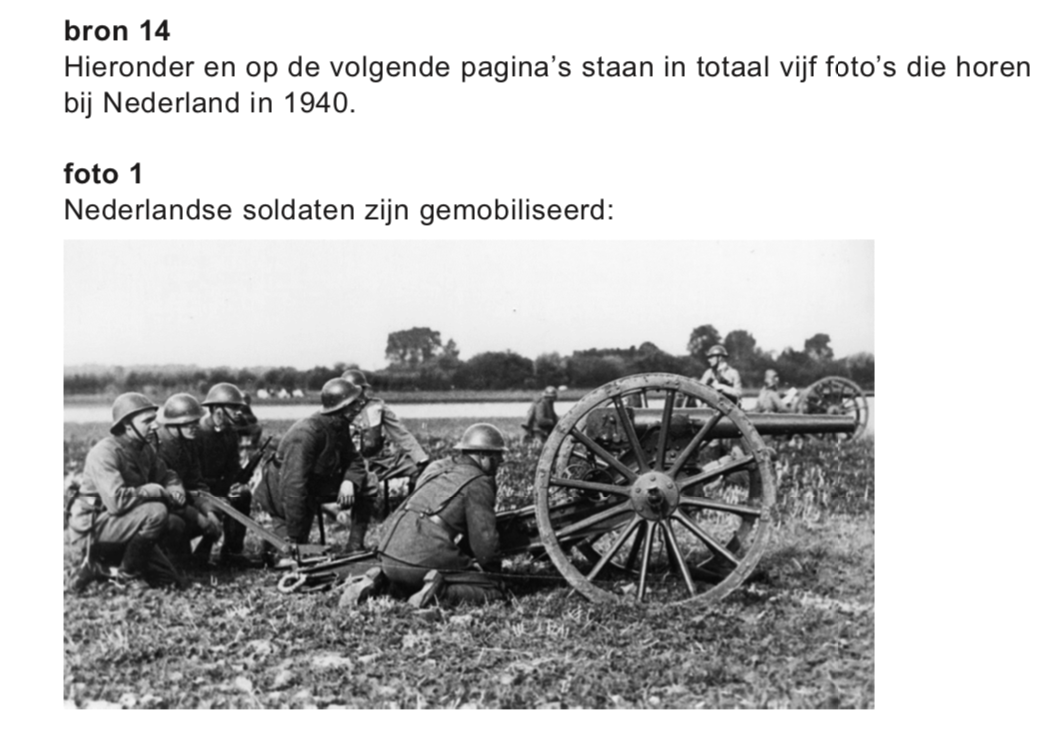 bron 14
Hieronder en op de volgende pagina’s staan in totaal vijf foto’s die horen
bij Nederland in 1940.
foto 1
Nederlandse soldaten zijn gemobiliseerd: